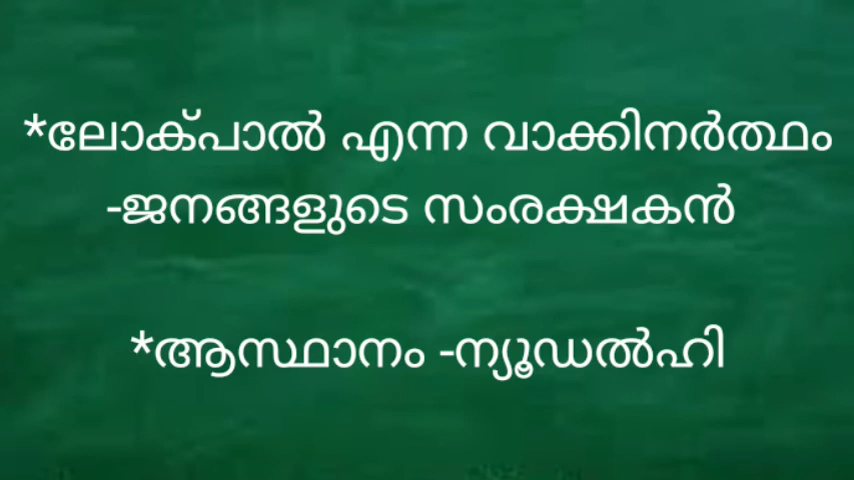 *ലോക്പാൽ എന്ന വാക്കിനർത്ഥം
-ജനങ്ങളുടെ സംരക്ഷകൻ
*ആസ്ഥാനം -ന്യൂഡൽഹി